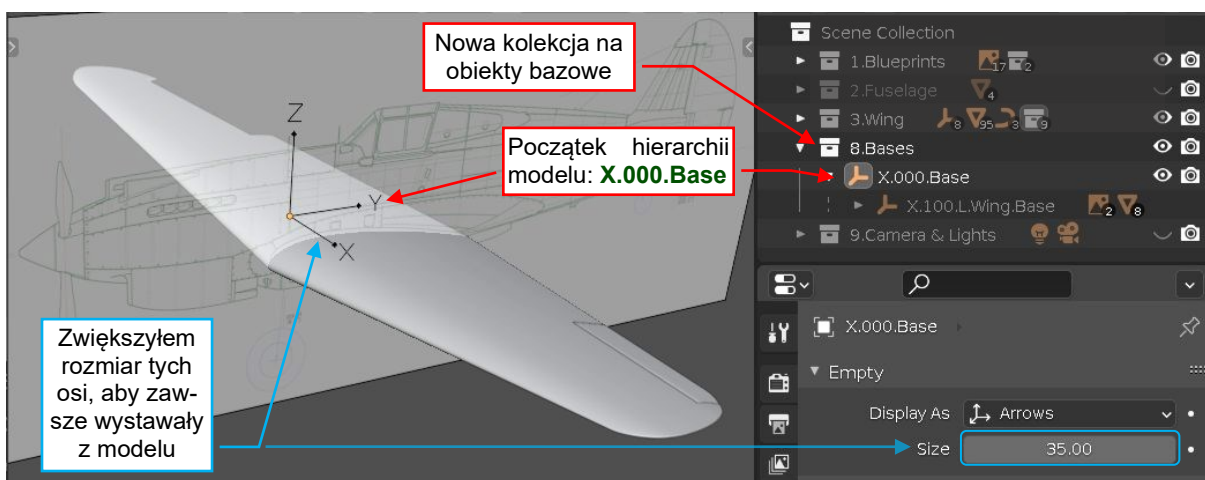 Nowa kolekcja na
obiekty bazowe
Początek hierarchii
modelu: X.000.Base
Z
Y
X
Zwiększyłem
rozmiar tych
osi, aby zaw-
sze wystawały
z modelu
Scene Collection
1.Blueprints 17 2
2.Fuselage 4
3.Wing 8 95 3 9
8.Bases
X.000.Base
X.100.L.Wing.Base 2 8
9.Camera & Lights
X.000.Base
Empty
Display As Arrows
Size 35.00